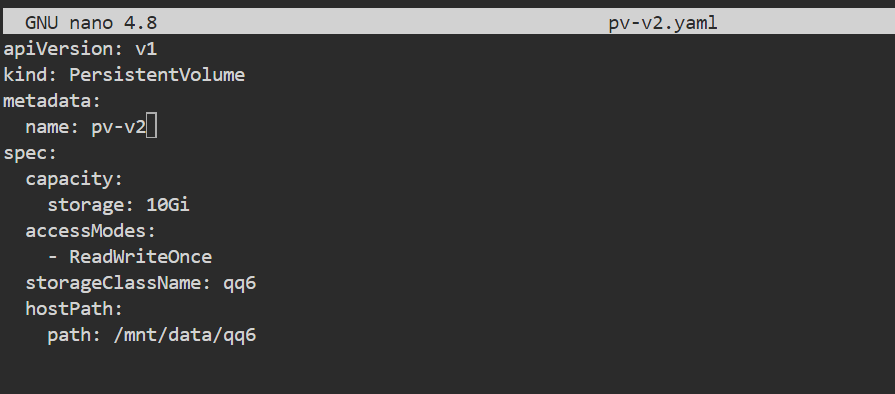 GNU nano 4.8 pv-v2.yaml
apiVersion: v1
kind: PersistentVolume
metadata:
  name: pv-v2
spec:
  capacity:
    storage: 10Gi
  accessModes:
    - ReadWriteOnce
  storageClassName: qq6
  hostPath:
    path: /mnt/data/qq6